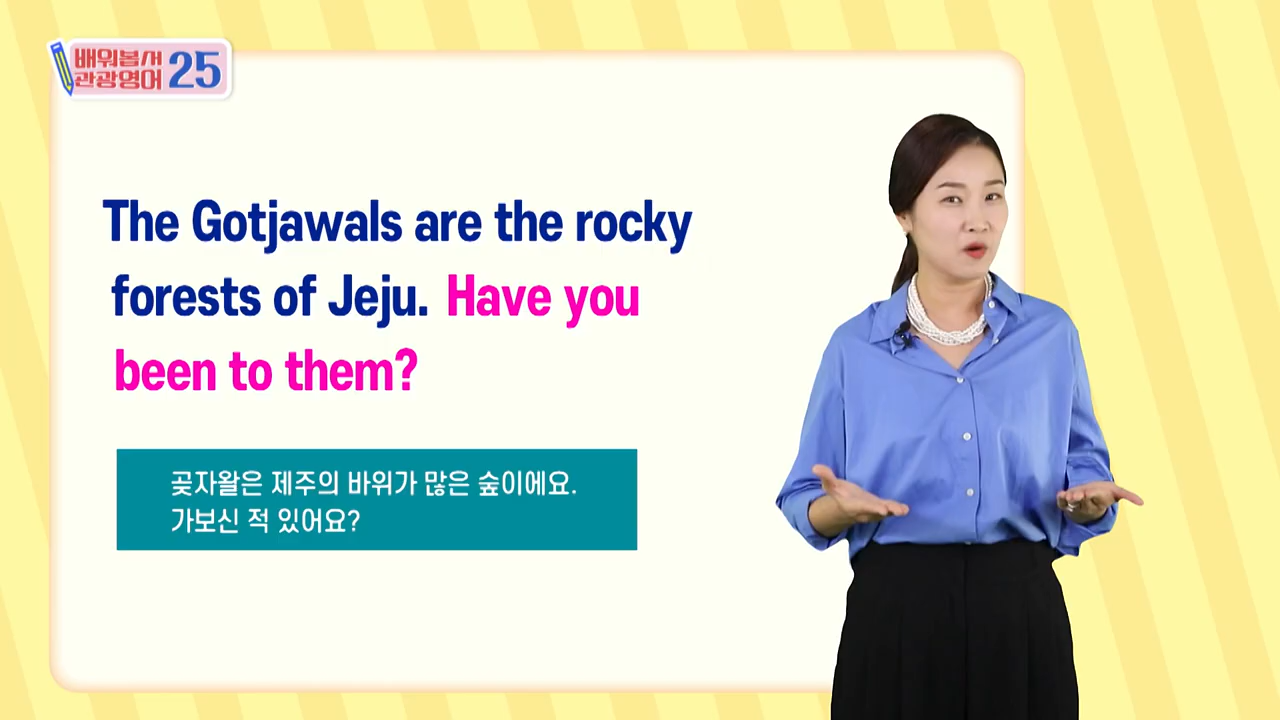 배워봅서
관광영어 25
The Gotjawals are the rocky
forests of Jeju. Have you
been to them?
곶자왈은 제주의 바위가 많은 숲이에요.
가보신 적 있어요?